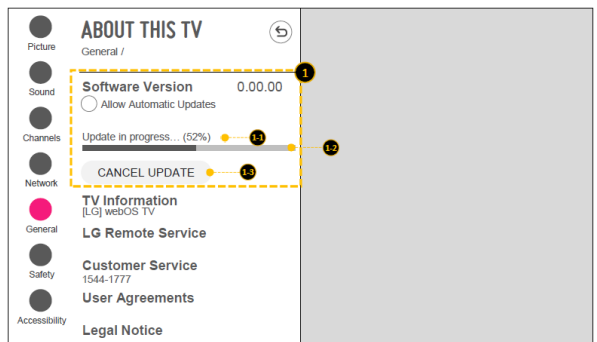 ABOUT THIS TV
General /
Picture
Sound
Channels
Network
General
Safety
Accessibility
1
Software Version 0.00.00
Allow Automatic Updates
Update in progress... (52%) 1-1
1-2
CANCEL UPDATE 1-3
TV Information
[LG] webOS TV
LG Remote Service
Customer Service
1544-1777
User Agreements
Legal Notice